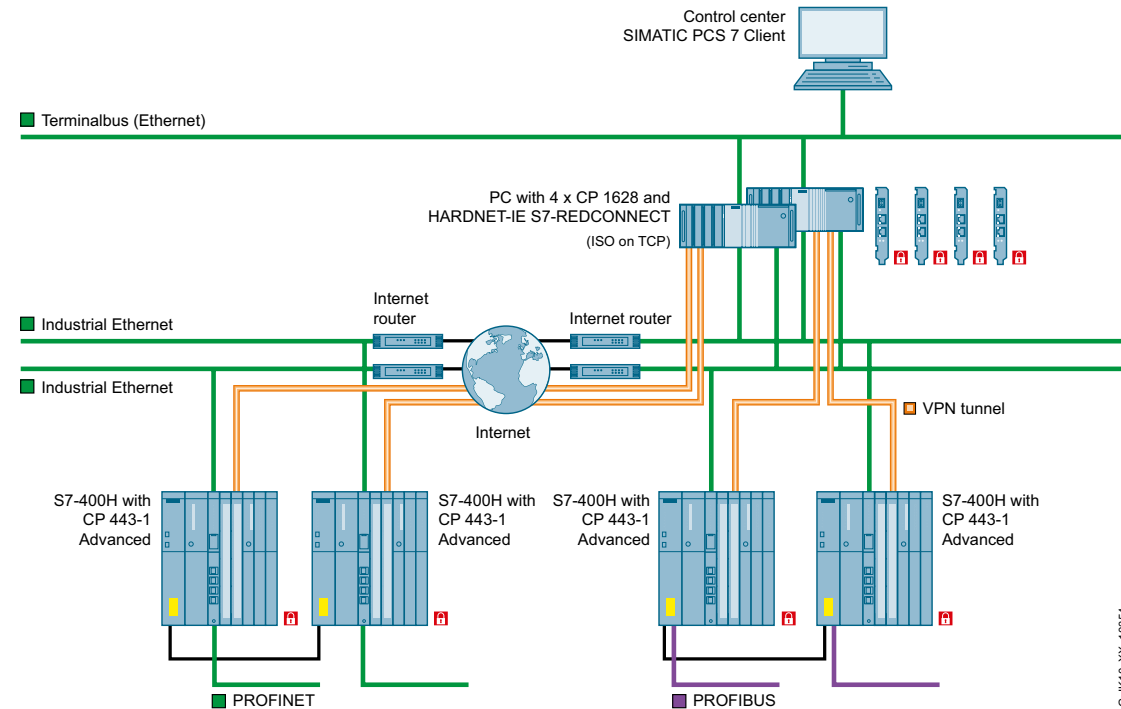 Control center
SIMATIC PCS 7 Client
Terminalbus (Ethernet)
PC with 4 x CP 1628 and
HARDNET-IE S7-REDCONNECT
(ISO on TCP)
Internet
router
Internet router
Industrial Ethernet
Industrial Ethernet
Internet
VPN tunnel
S7-400H with
CP 443-1
Advanced
S7-400H with
CP 443-1
Advanced
S7-400H with
CP 443-1
Advanced
S7-400H with
CP 443-1
Advanced
PROFINET
PROFIBUS